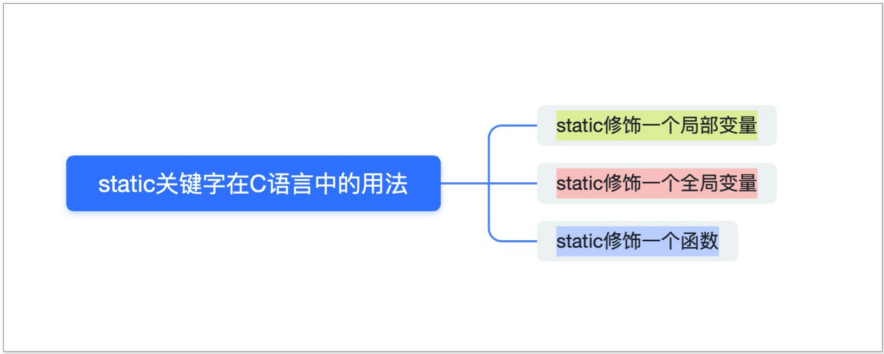 static关键字在C语言中的用法
static修饰一个局部变量
static修饰一个全局变量
static修饰一个函数